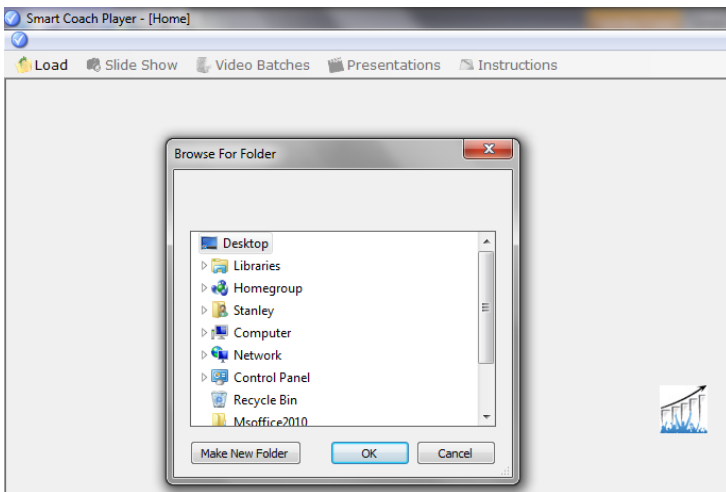 Smart Coach Player - [Home]
Load Slide Show Video Batches Presentations Instructions
Browse For Folder
Desktop
Libraries
Homegroup
Stanley
Computer
Network
Control Panel
Recycle Bin
Msoffice2010
Make New Folder OK Cancel